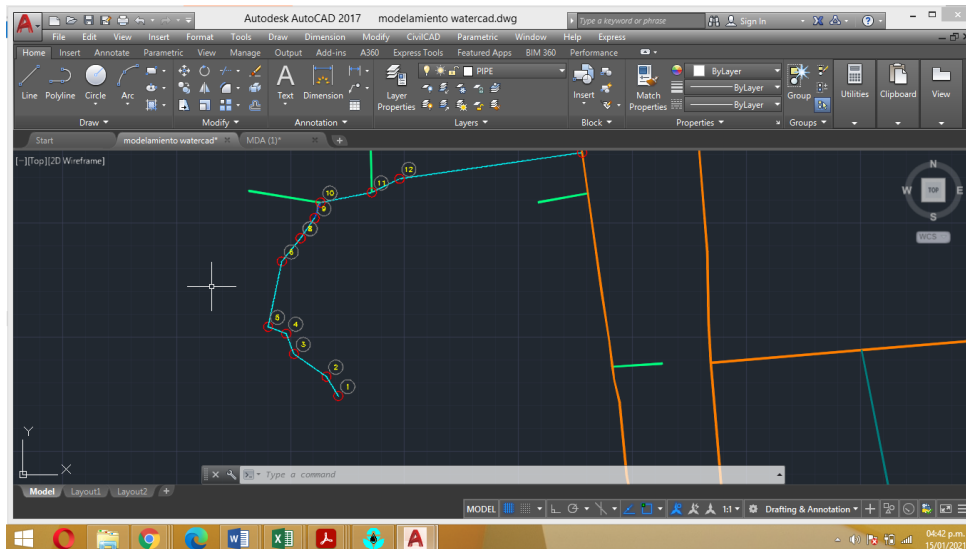 Autodesk AutoCAD 2017 modelamiento watercad.dwg Type a keyword or phrase Sign In
File Edit View Insert Format Tools Draw Dimension Modify CivilCAD Parametric Window Help Express
Home Insert Annotate Parametric View Manage Output Add-ins A360 Express Tools Featured Apps BIM 360 Performance
PIPE
ByLayer
ByLayer
ByLayer
Line Polyline Circle Arc Text Dimension Layer Properties Insert Match Properties Group Utilities Clipboard View
Draw Modify Annotation Layers Block Properties Groups
Start modelamiento watercad* MDA (1)*
[−][Top][2D Wireframe]
N
W TOP E
S
WCS
12
11
10
9
8
6
5
4
3
2
1
Y
X
Type a command
Model Layout1 Layout2 +
MODEL 1:1 Drafting & Annotation
04:42 p.m.
15/01/2021